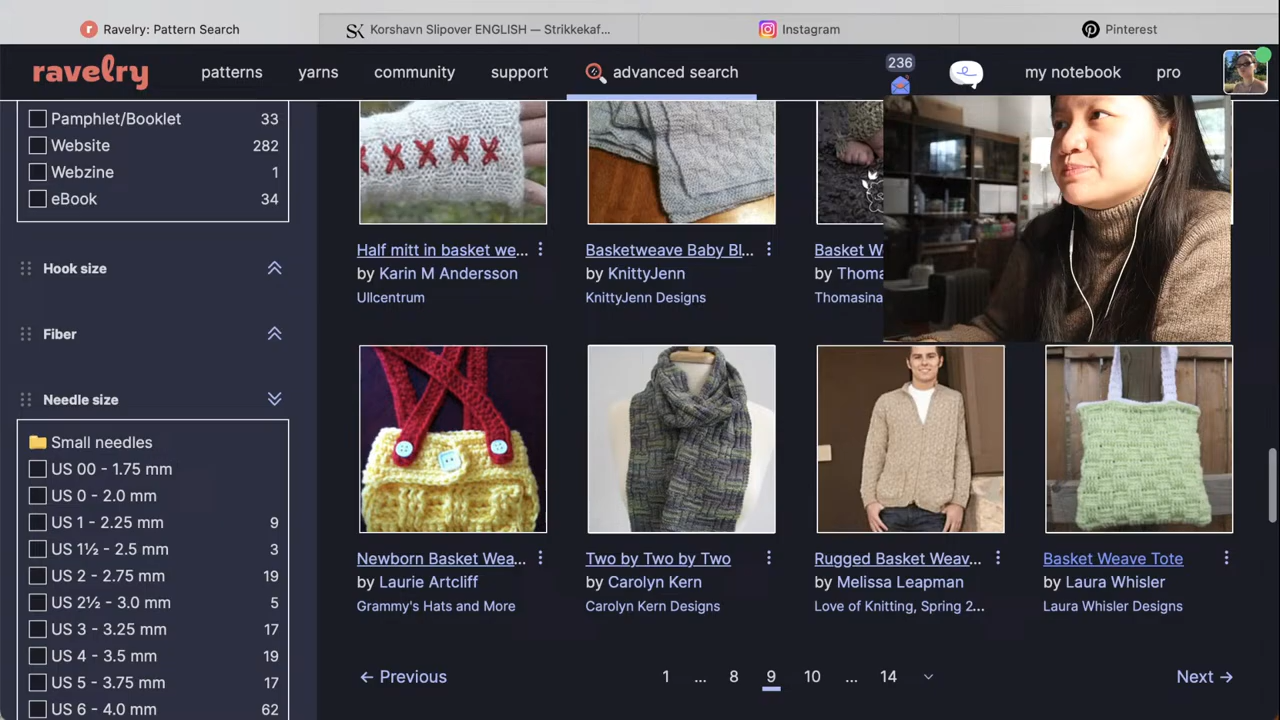 Ravelry: Pattern Search
Korshavn Slipover ENGLISH — Strikkekaf...
Instagram
Pinterest
ravelry
patterns
yarns
community
support
advanced search
236
my notebook
pro
Pamphlet/Booklet 33
Website 282
Webzine 1
eBook 34
Hook size
Fiber
Needle size
Small needles
US 00 - 1.75 mm
US 0 - 2.0 mm
US 1 - 2.25 mm 9
US 1½ - 2.5 mm 3
US 2 - 2.75 mm 19
US 2½ - 3.0 mm 5
US 3 - 3.25 mm 17
US 4 - 3.5 mm 19
US 5 - 3.75 mm 17
US 6 - 4.0 mm 62
Half mitt in basket we...
by Karin M Andersson
Ullcentrum
Basketweave Baby Bl...
by KnittyJenn
KnittyJenn Designs
Basket W
by Thoma
Thomasina
Newborn Basket Wea...
by Laurie Artcliff
Grammy's Hats and More
Two by Two by Two
by Carolyn Kern
Carolyn Kern Designs
Rugged Basket Weav...
by Melissa Leapman
Love of Knitting, Spring 2...
Basket Weave Tote
by Laura Whisler
Laura Whisler Designs
← Previous
1 ... 8 9 10 ... 14
Next →